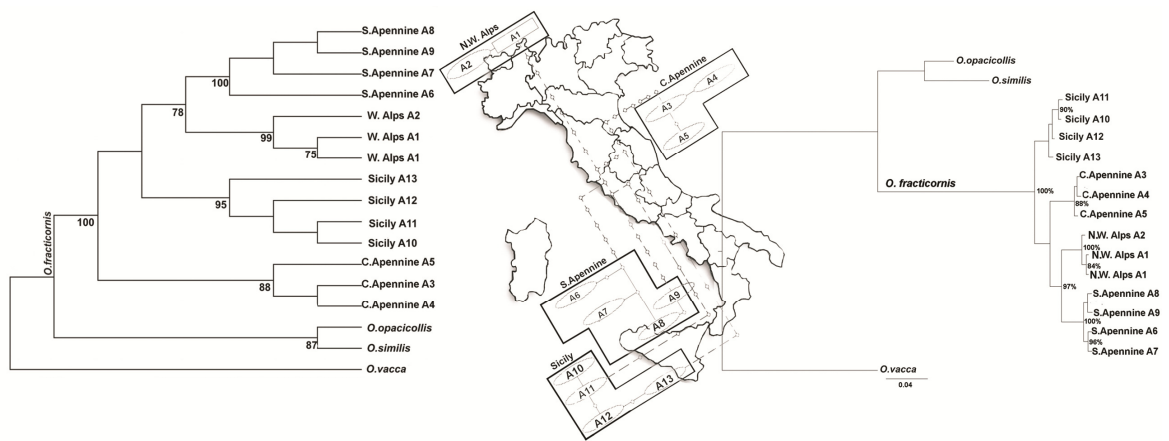 S.Apennine A8
S.Apennine A9
S.Apennine A7
100
S.Apennine A6
78
W. Alps A2
99
W. Alps A1
75
W. Alps A1
Sicily A13
95
Sicily A12
Sicily A11
Sicily A10
O.fracticornis
100
C.Apennine A5
88
C.Apennine A3
C.Apennine A4
O.opacicollis
87
O.similis
O.vacca
N.W. Alps
A1
A2
C.Apennine
A4
A3
A5
S.Apennine
A6
A9
A7
A8
Sicily
A10
A11
A13
A12
O.opacicollis
O.similis
Sicily A11
90%
Sicily A10
Sicily A12
Sicily A13
O. fracticornis
100%
C.Apennine A3
C.Apennine A4
88%
C.Apennine A5
N.W. Alps A2
100%
N.W. Alps A1
84%
N.W. Alps A1
97%
S.Apennine A8
S.Apennine A9
100%
S.Apennine A6
96%
S.Apennine A7
O.vacca
0.04